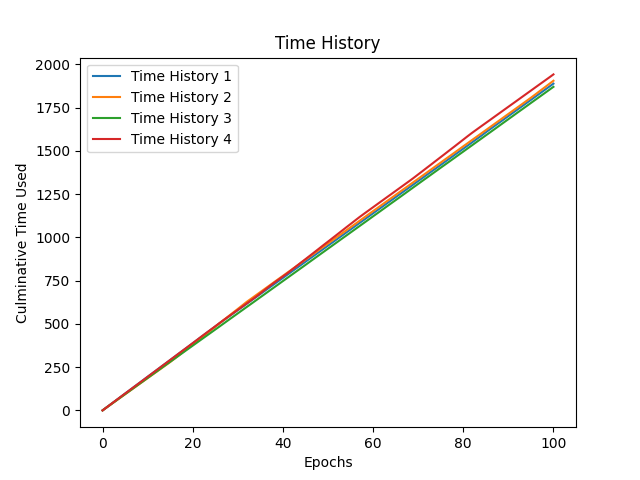 Time History
2000
1750
1500
1250
1000
750
500
250
0
Culminative Time Used
Time History 1
Time History 2
Time History 3
Time History 4
0 20 40 60 80 100
Epochs